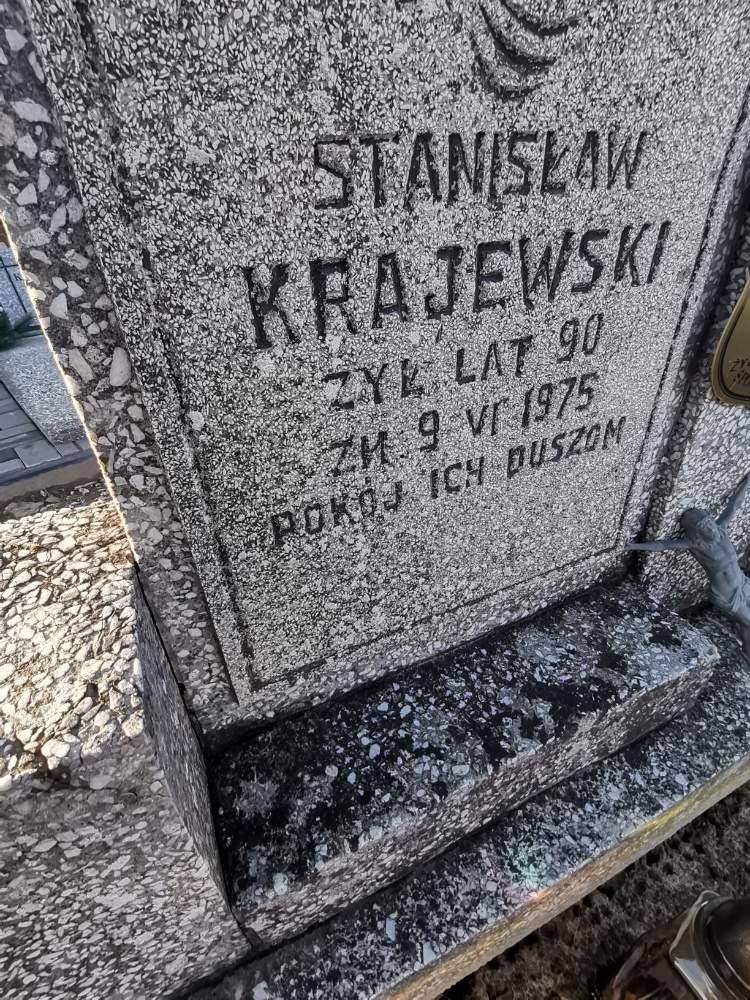 STANISŁAW
KRAJEWSKI
ŻYŁ LAT 90
ZM. 9 VI 1975
POKÓJ ICH DUSZOM